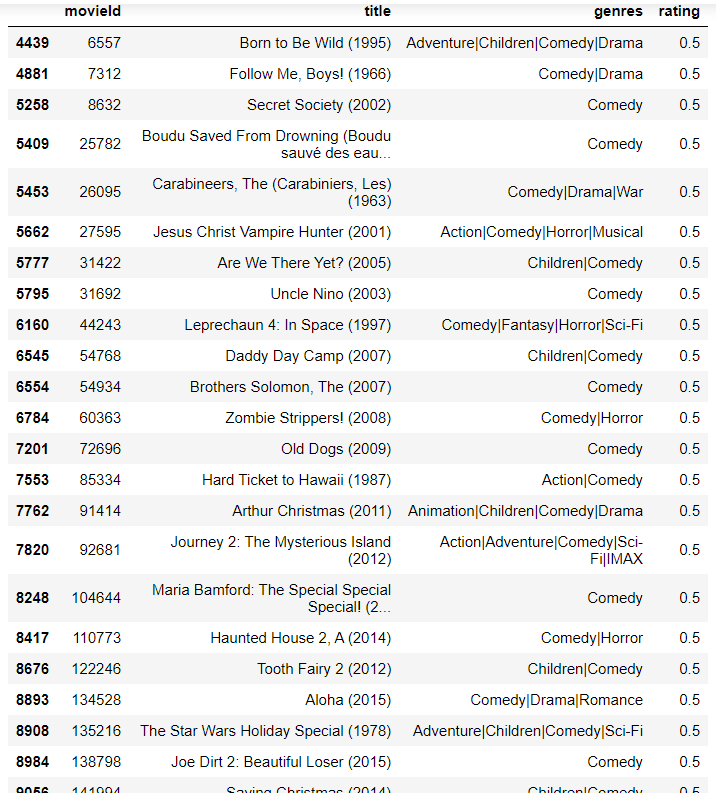 movieId title genres rating
4439 6557 Born to Be Wild (1995) Adventure|Children|Comedy|Drama 0.5
4881 7312 Follow Me, Boys! (1966) Comedy|Drama 0.5
5258 8632 Secret Society (2002) Comedy 0.5
5409 25782 Boudu Saved From Drowning (Boudu sauvé des eau... Comedy 0.5
5453 26095 Carabineers, The (Carabiniers, Les) (1963) Comedy|Drama|War 0.5
5662 27595 Jesus Christ Vampire Hunter (2001) Action|Comedy|Horror|Musical 0.5
5777 31422 Are We There Yet? (2005) Children|Comedy 0.5
5795 31692 Uncle Nino (2003) Comedy 0.5
6160 44243 Leprechaun 4: In Space (1997) Comedy|Fantasy|Horror|Sci-Fi 0.5
6545 54768 Daddy Day Camp (2007) Children|Comedy 0.5
6554 54934 Brothers Solomon, The (2007) Comedy 0.5
6784 60363 Zombie Strippers! (2008) Comedy|Horror 0.5
7201 72696 Old Dogs (2009) Comedy 0.5
7553 85334 Hard Ticket to Hawaii (1987) Action|Comedy 0.5
7762 91414 Arthur Christmas (2011) Animation|Children|Comedy|Drama 0.5
7820 92681 Journey 2: The Mysterious Island (2012) Action|Adventure|Comedy|Sci-Fi|IMAX 0.5
8248 104644 Maria Bamford: The Special Special Special! (2... Comedy 0.5
8417 110773 Haunted House 2, A (2014) Comedy|Horror 0.5
8676 122246 Tooth Fairy 2 (2012) Children|Comedy 0.5
8893 134528 Aloha (2015) Comedy|Drama|Romance 0.5
8908 135216 The Star Wars Holiday Special (1978) Adventure|Children|Comedy|Sci-Fi 0.5
8984 138798 Joe Dirt 2: Beautiful Loser (2015) Comedy 0.5
9056 141994 Saving Christmas (2014) Children|Comedy 0.5